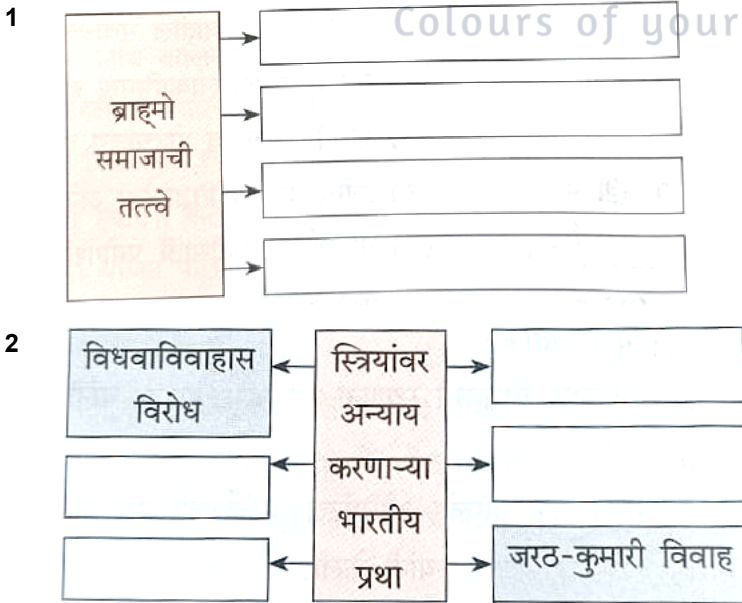 1
Colours of your
ब्राह्मो
समाजाची
तत्त्वे
2
विधवाविवाहास
विरोध
स्त्रियांवर
अन्याय
करणाऱ्या
भारतीय
प्रथा
जरठ-कुमारी विवाह